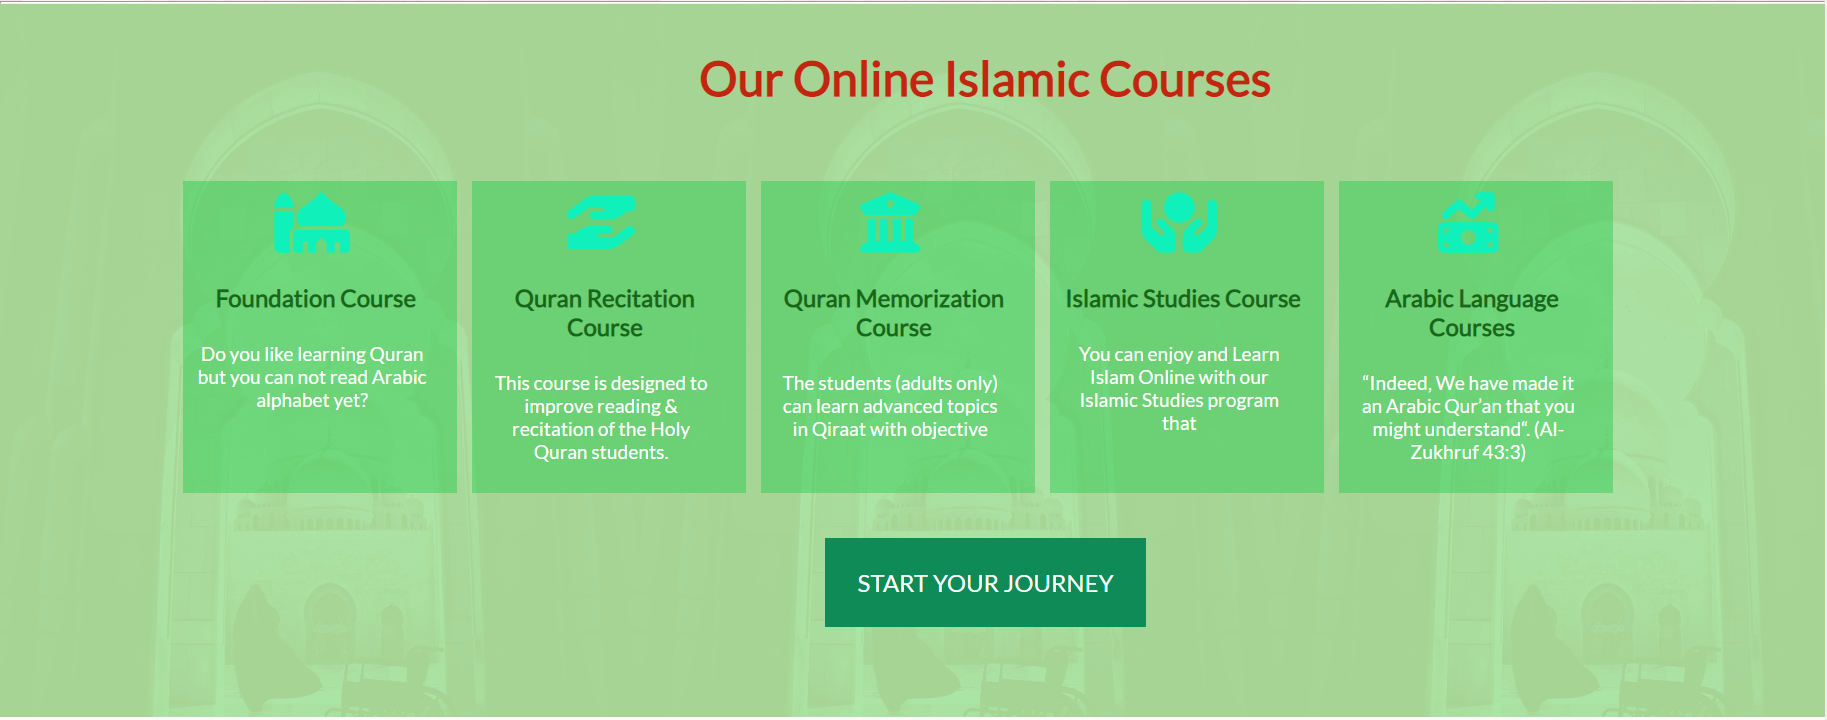 Our Online Islamic Courses
Foundation Course
Do you like learning Quran
but you can not read Arabic
alphabet yet?
Quran Recitation
Course
This course is designed to
improve reading &
recitation of the Holy
Quran students.
Quran Memorization
Course
The students (adults only)
can learn advanced topics
in Qiraat with objective
Islamic Studies Course
You can enjoy and Learn
Islam Online with our
Islamic Studies program
that
Arabic Language
Courses
“Indeed, We have made it
an Arabic Qur’an that you
might understand“. (Al-
Zukhruf 43:3)
START YOUR JOURNEY